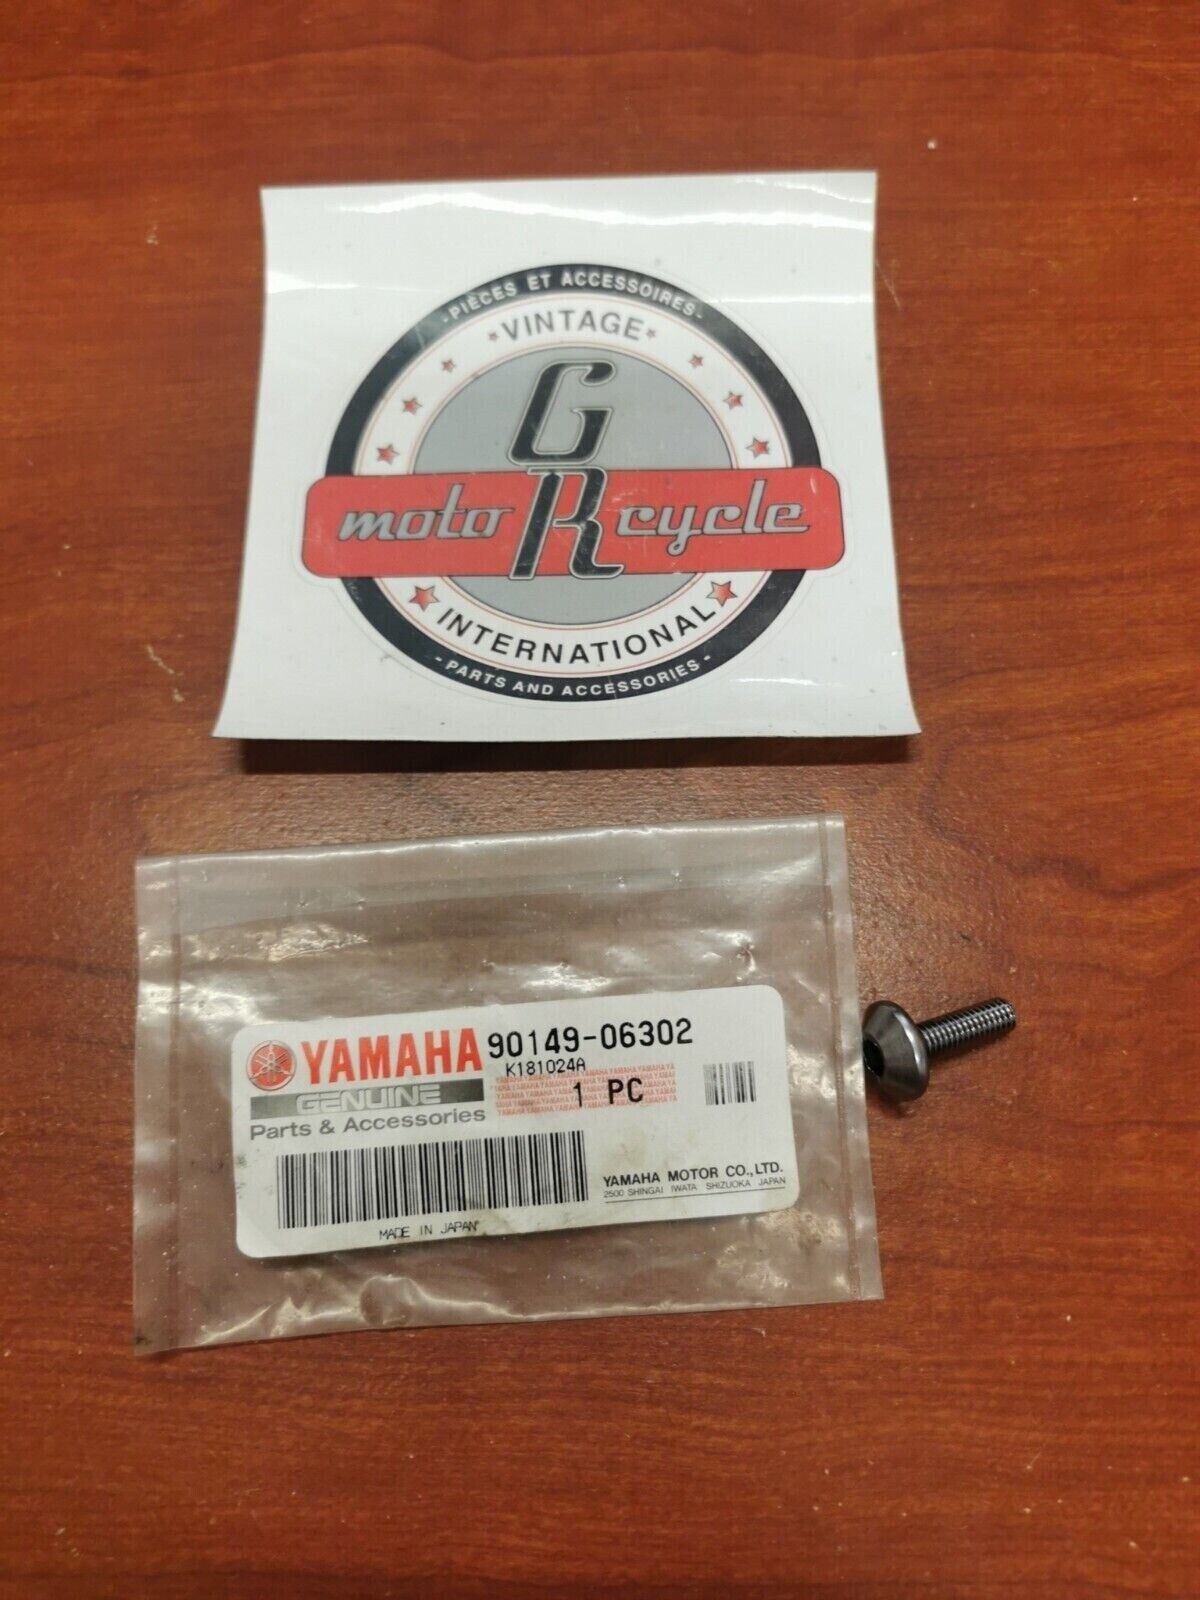 - PIÈCES ET ACCESSOIRES -
VINTAGE
G
moto R cycle
INTERNATIONAL
- PARTS AND ACCESSORIES -
YAMAHA 90149-06302
K181024A
GENUINE
1 PC
Parts & Accessories
YAMAHA MOTOR CO.,LTD.
2500 SHINGAI IWATA SHIZUOKA JAPAN
MADE IN JAPAN